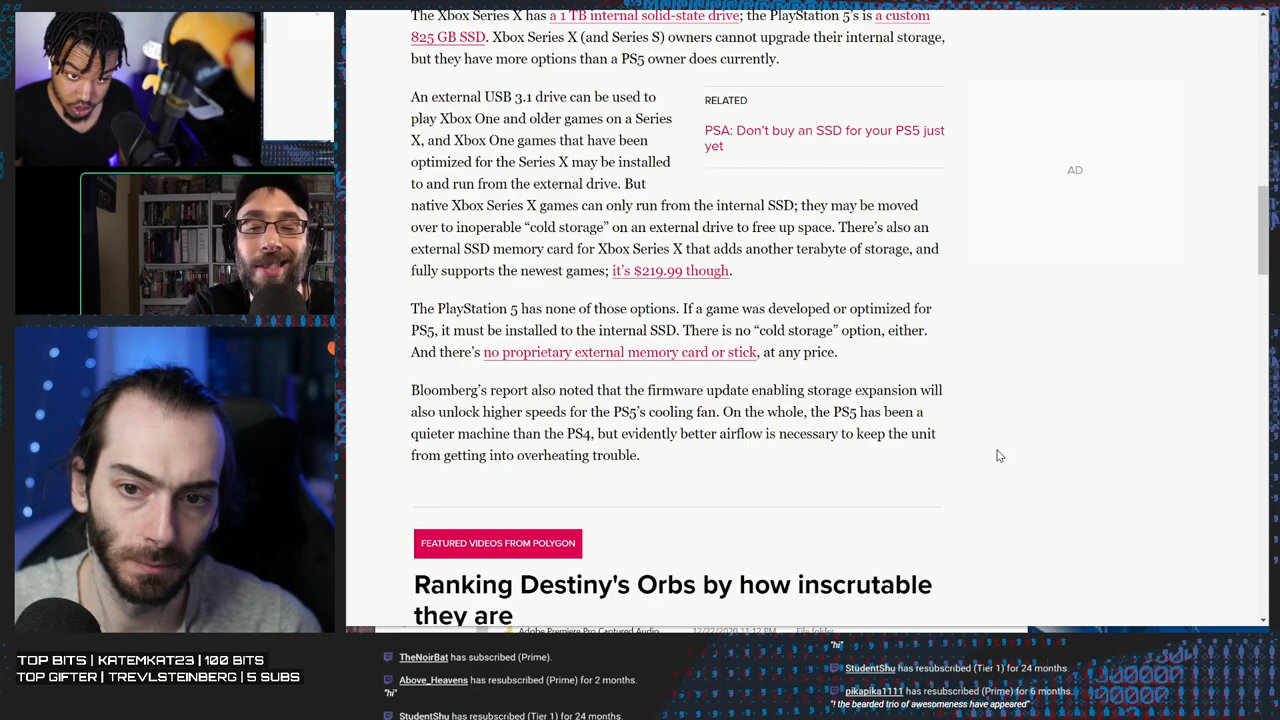 The Xbox Series X has a 1 TB internal solid-state drive; the PlayStation 5's is a custom
825 GB SSD. Xbox Series X (and Series S) owners cannot upgrade their internal storage,
but they have more options than a PS5 owner does currently.
An external USB 3.1 drive can be used to
play Xbox One and older games on a Series
X, and Xbox One games that have been
optimized for the Series X may be installed
to and run from the external drive. But
native Xbox Series X games can only run from the internal SSD; they may be moved
over to inoperable “cold storage” on an external drive to free up space. There’s also an
external SSD memory card for Xbox Series X that adds another terabyte of storage, and
fully supports the newest games; it’s $219.99 though.
RELATED
PSA: Don’t buy an SSD for your PS5 just
yet
AD
The PlayStation 5 has none of those options. If a game was developed or optimized for
PS5, it must be installed to the internal SSD. There is no “cold storage” option, either.
And there’s no proprietary external memory card or stick, at any price.
Bloomberg’s report also noted that the firmware update enabling storage expansion will
also unlock higher speeds for the PS5’s cooling fan. On the whole, the PS5 has been a
quieter machine than the PS4, but evidently better airflow is necessary to keep the unit
from getting into overheating trouble.
FEATURED VIDEOS FROM POLYGON
Ranking Destiny's Orbs by how inscrutable
they are
Adobe Premiere Pro Captured Audio 12/22/2020 11:12 PM File folder
TOP BITS | KATEMKAT23 | 100 BITS
TOP GIFTER | TREVLSTEINBERG | 5 SUBS
TheNoirBat has subscribed (Prime).
Above_Heavens has resubscribed (Prime) for 2 months.
"hi"
StudentShu has resubscribed (Tier 1) for 24 months.
"hi"
StudentShu has resubscribed (Tier 1) for 24 months.
pikapika1111 has resubscribed (Prime) for 6 months.
"! the bearded trio of awesomeness have appeared"